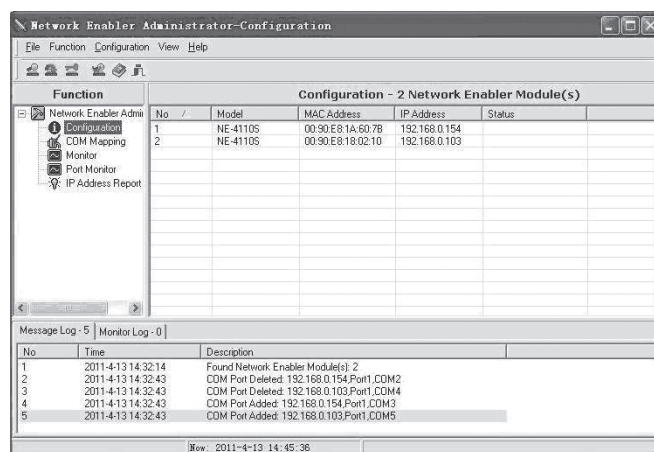 Network Enabler Administrator-Configuration
File Function Configuration View Help
Function
Configuration - 2 Network Enabler Module(s)
Network Enabler Admi
Configuration
COM Mapping
Monitor
Port Monitor
IP Address Report
No / Model MAC Address IP Address Status
1 NE-4110S 00:90:E8:1A:60:7B 192.168.0.154
2 NE-4110S 00:90:E8:18:02:10 192.168.0.103
Message Log - 5 Monitor Log - 0
No Time Description
1 2011-4-13 14:32:14 Found Network Enabler Module(s): 2
2 2011-4-13 14:32:43 COM Port Deleted: 192.168.0.154,Port1,COM2
3 2011-4-13 14:32:43 COM Port Deleted: 192.168.0.103,Port1,COM4
4 2011-4-13 14:32:43 COM Port Added: 192.168.0.154,Port1,COM3
5 2011-4-13 14:32:43 COM Port Added: 192.168.0.103,Port1,COM5
Now: 2011-4-13 14:45:36